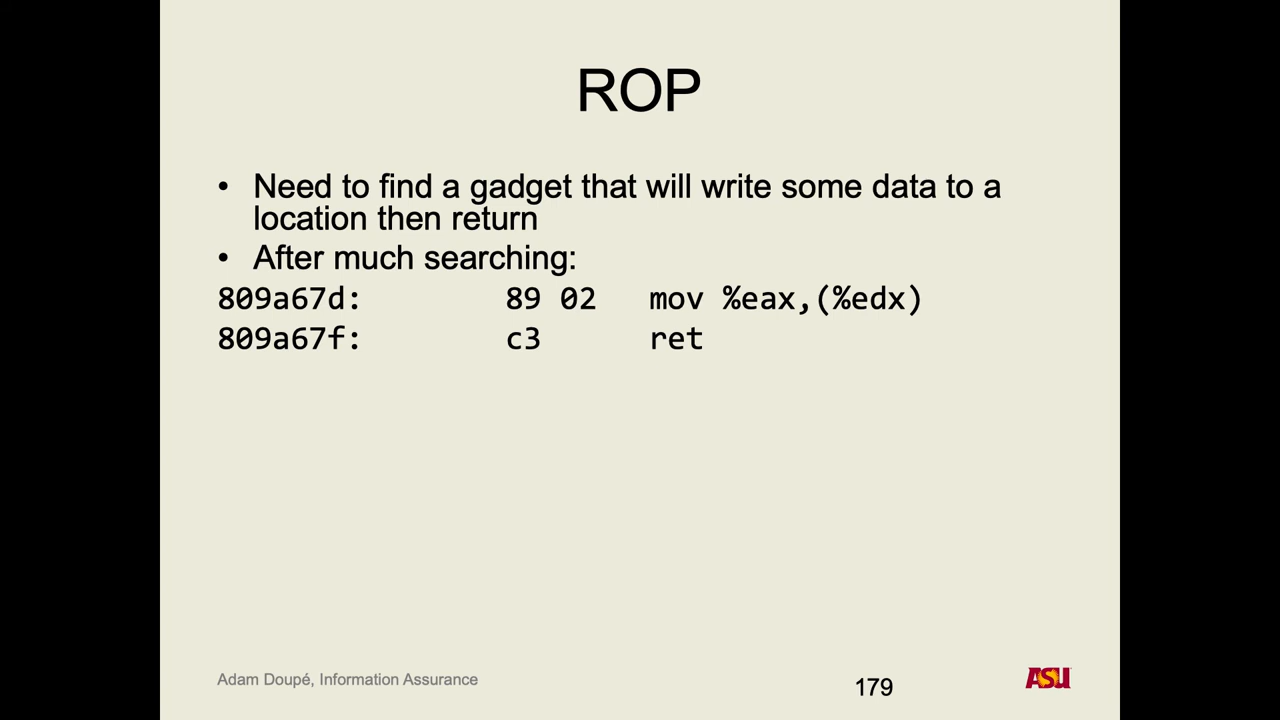 ROP
• Need to find a gadget that will write some data to a
location then return
• After much searching:
809a67d: 89 02 mov %eax,(%edx)
809a67f: c3 ret
Adam Doupé, Information Assurance
179
ASU